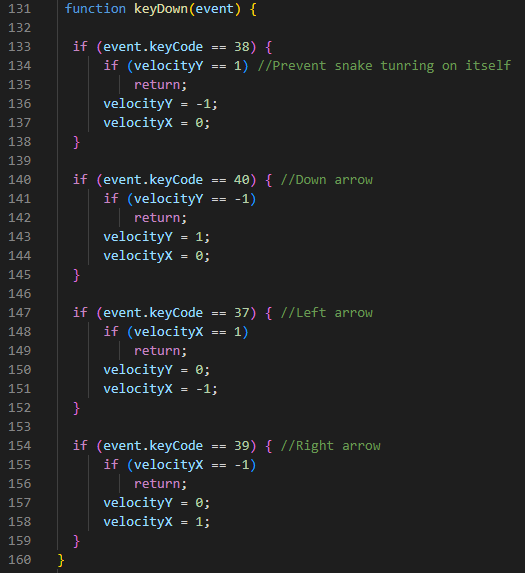 131 function keyDown(event) {
132
133 if (event.keyCode == 38) {
134 if (velocityY == 1) //Prevent snake tunring on itself
135 return;
136 velocityY = -1;
137 velocityX = 0;
138 }
139
140 if (event.keyCode == 40) { //Down arrow
141 if (velocityY == -1)
142 return;
143 velocityY = 1;
144 velocityX = 0;
145 }
146
147 if (event.keyCode == 37) { //Left arrow
148 if (velocityX == 1)
149 return;
150 velocityY = 0;
151 velocityX = -1;
152 }
153
154 if (event.keyCode == 39) { //Right arrow
155 if (velocityX == -1)
156 return;
157 velocityY = 0;
158 velocityX = 1;
159 }
160 }